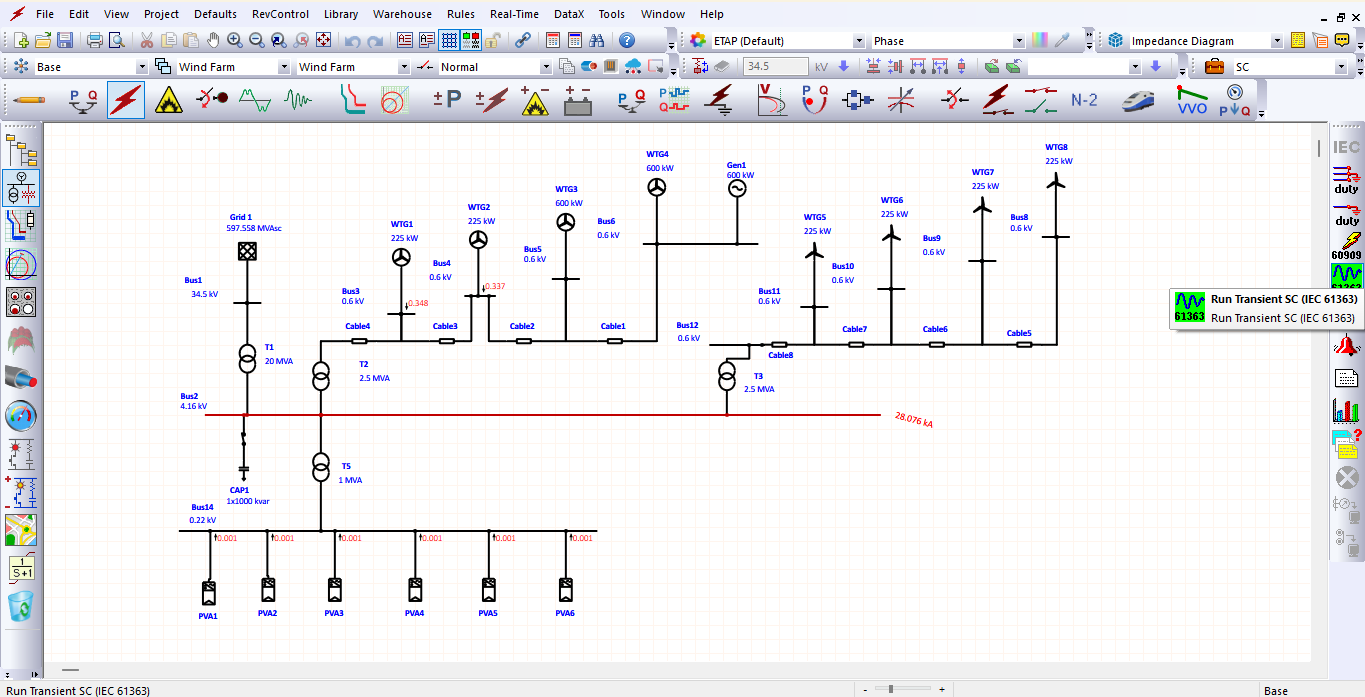 File Edit View Project Defaults RevControl Library Warehouse Rules Real-Time DataX Tools Window Help
ETAP (Default) Phase Impedance Diagram
Base Wind Farm Wind Farm Normal 34.5 kV SC
P Q P P Q P Q V P Q N-2 VVO P Q
IEC
duty
duty
60909
61363
Run Transient SC (IEC 61363)
61363 Run Transient SC (IEC 61363)
WTG8
225 kW
WTG4
600 kW
Gen1
600 kW
WTG7
225 kW
WTG3
600 kW
WTG6
225 kW
WTG2
225 kW
WTG5
225 kW
Grid 1
597.558 MVAsc
WTG1
225 kW
Bus6
0.6 kV
Bus8
0.6 kV
Bus5
0.6 kV
Bus9
0.6 kV
Bus4
0.6 kV
Bus10
0.6 kV
Bus1
34.5 kV
Bus3
0.6 kV
0.337
0.348
Bus11
0.6 kV
Cable4 Cable3 Cable2 Cable1
Bus12
0.6 kV
Cable7 Cable6 Cable5
Cable8
T1
20 MVA
T2
2.5 MVA
T3
2.5 MVA
Bus2
4.16 kV
28.076 kA
T5
1 MVA
CAP1
1x1000 kvar
Bus14
0.22 kV
0.001 0.001 0.001 0.001 0.001 0.001
PVA1 PVA2 PVA3 PVA4 PVA5 PVA6
1
S+1
Run Transient SC (IEC 61363) - + Base